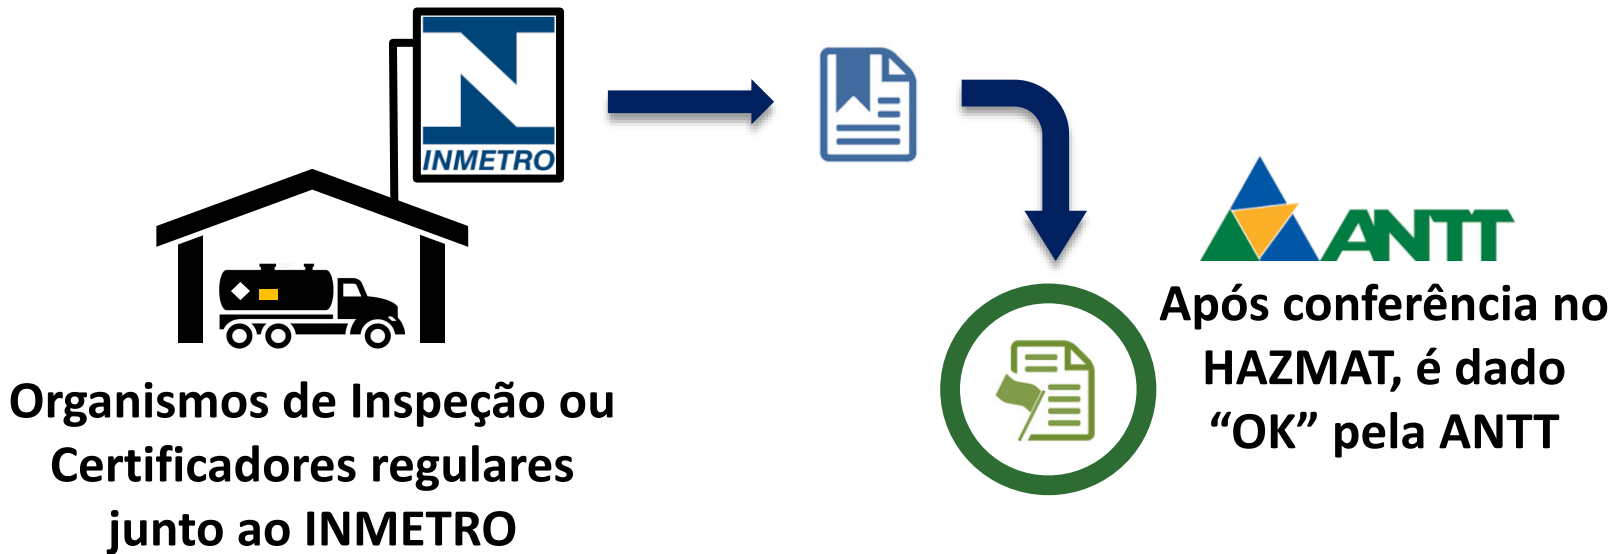 INMETRO
ANTT
Após conferência no
HAZMAT, é dado
“OK” pela ANTT
Organismos de Inspeção ou
Certificadores regulares
junto ao INMETRO